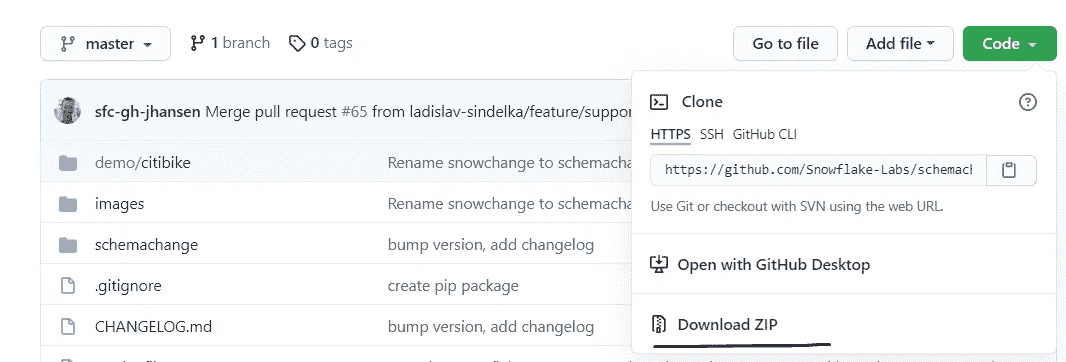 master 1 branch 0 tags Go to file Add file Code
sfc-gh-jhansen Merge pull request #65 from ladislav-sindelka/feature/suppor
Clone
HTTPS SSH GitHub CLI
https://github.com/Snowflake-Labs/schemach
Use Git or checkout with SVN using the web URL.
Open with GitHub Desktop
Download ZIP
demo/citibike Rename snowchange to schemacha
images Rename snowchange to schemacha
schemachange bump version, add changelog
.gitignore create pip package
CHANGELOG.md bump version, add changelog